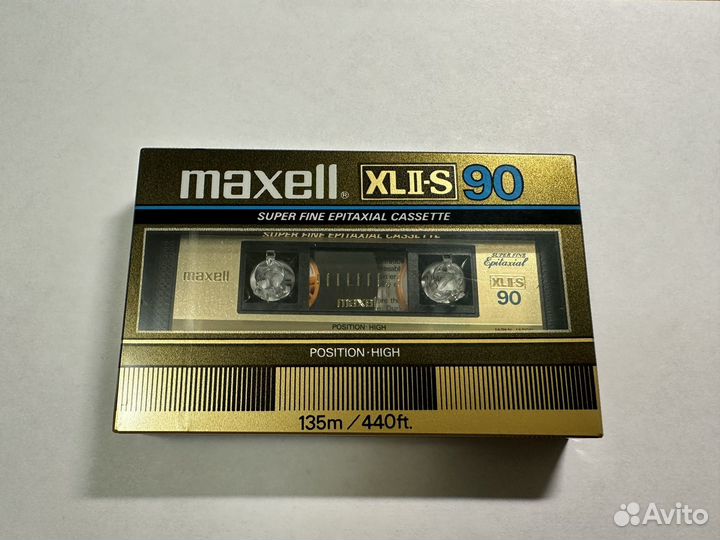 maxell® XLII-S 90
SUPER FINE EPITAXIAL CASSETTE
SUPER FINE EPITAXIAL CASSETTE
maxell
SUPER FINE
Epitaxial
XLII-S
90
maxell
POSITION·HIGH
POSITION·HIGH
135m/440ft.
Avito